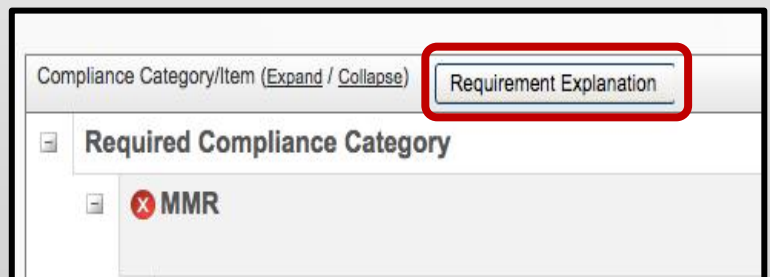 Compliance Category/Item (Expand / Collapse) Requirement Explanation
Required Compliance Category
MMR